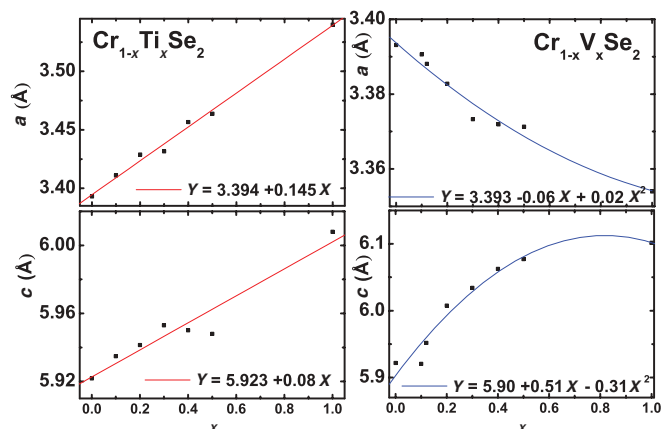 Cr1-xTixSe2
3.50
3.45
3.40
a (Å)
Y = 3.394 +0.145 X
Cr1-xVxSe2
3.40
3.38
3.36
a (Å)
Y = 3.393 -0.06 X + 0.02 X²
6.00
5.96
5.92
c (Å)
Y = 5.923 +0.08 X
0.0 0.2 0.4 0.6 0.8 1.0
x
6.1
6.0
5.9
c (Å)
Y = 5.90 +0.51 X - 0.31 X²
0.0 0.2 0.4 0.6 0.8 1.0
x